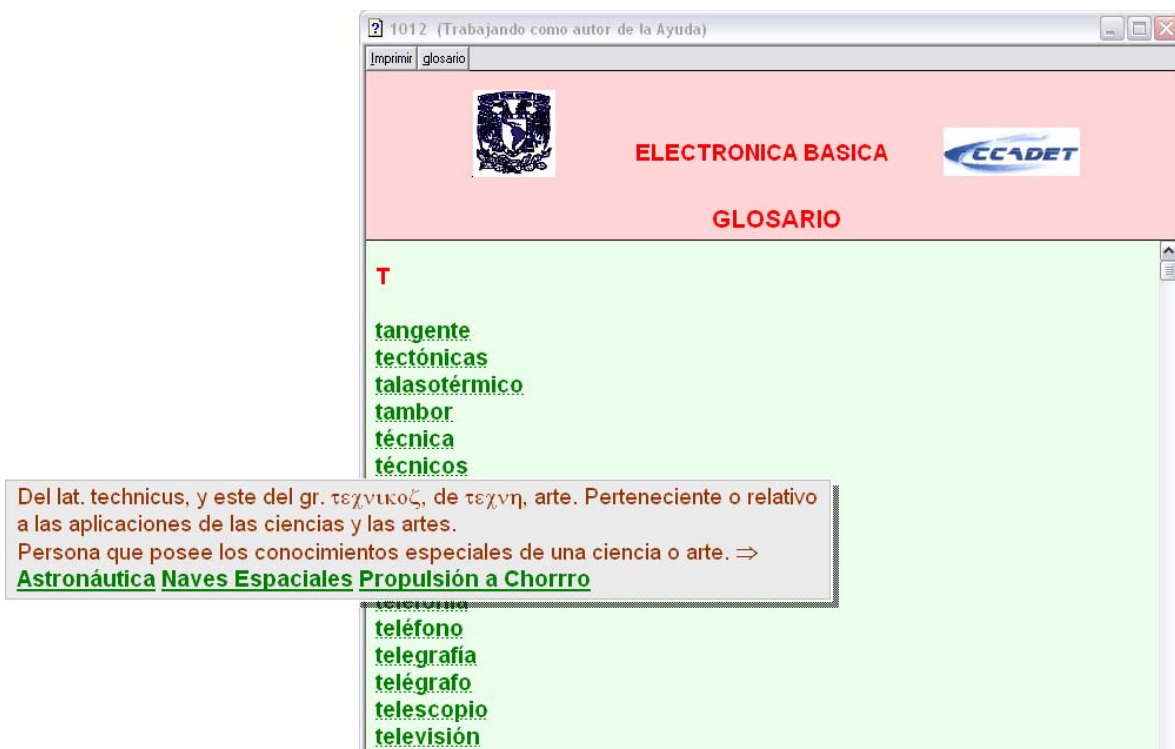 1012 (Trabajando como autor de la Ayuda)
Imprimir glosario
ELECTRONICA BASICA
CCADET
GLOSARIO
T
tangente
tectónicas
talasotérmico
tambor
técnica
técnicos
Del lat. technicus, y este del gr. τεχνικοζ, de τεχνη, arte. Perteneciente o relativo
a las aplicaciones de las ciencias y las artes.
Persona que posee los conocimientos especiales de una ciencia o arte. ⇒
Astronáutica Naves Espaciales Propulsión a Chorrro
telefonía
teléfono
telegrafía
telégrafo
telescopio
televisión